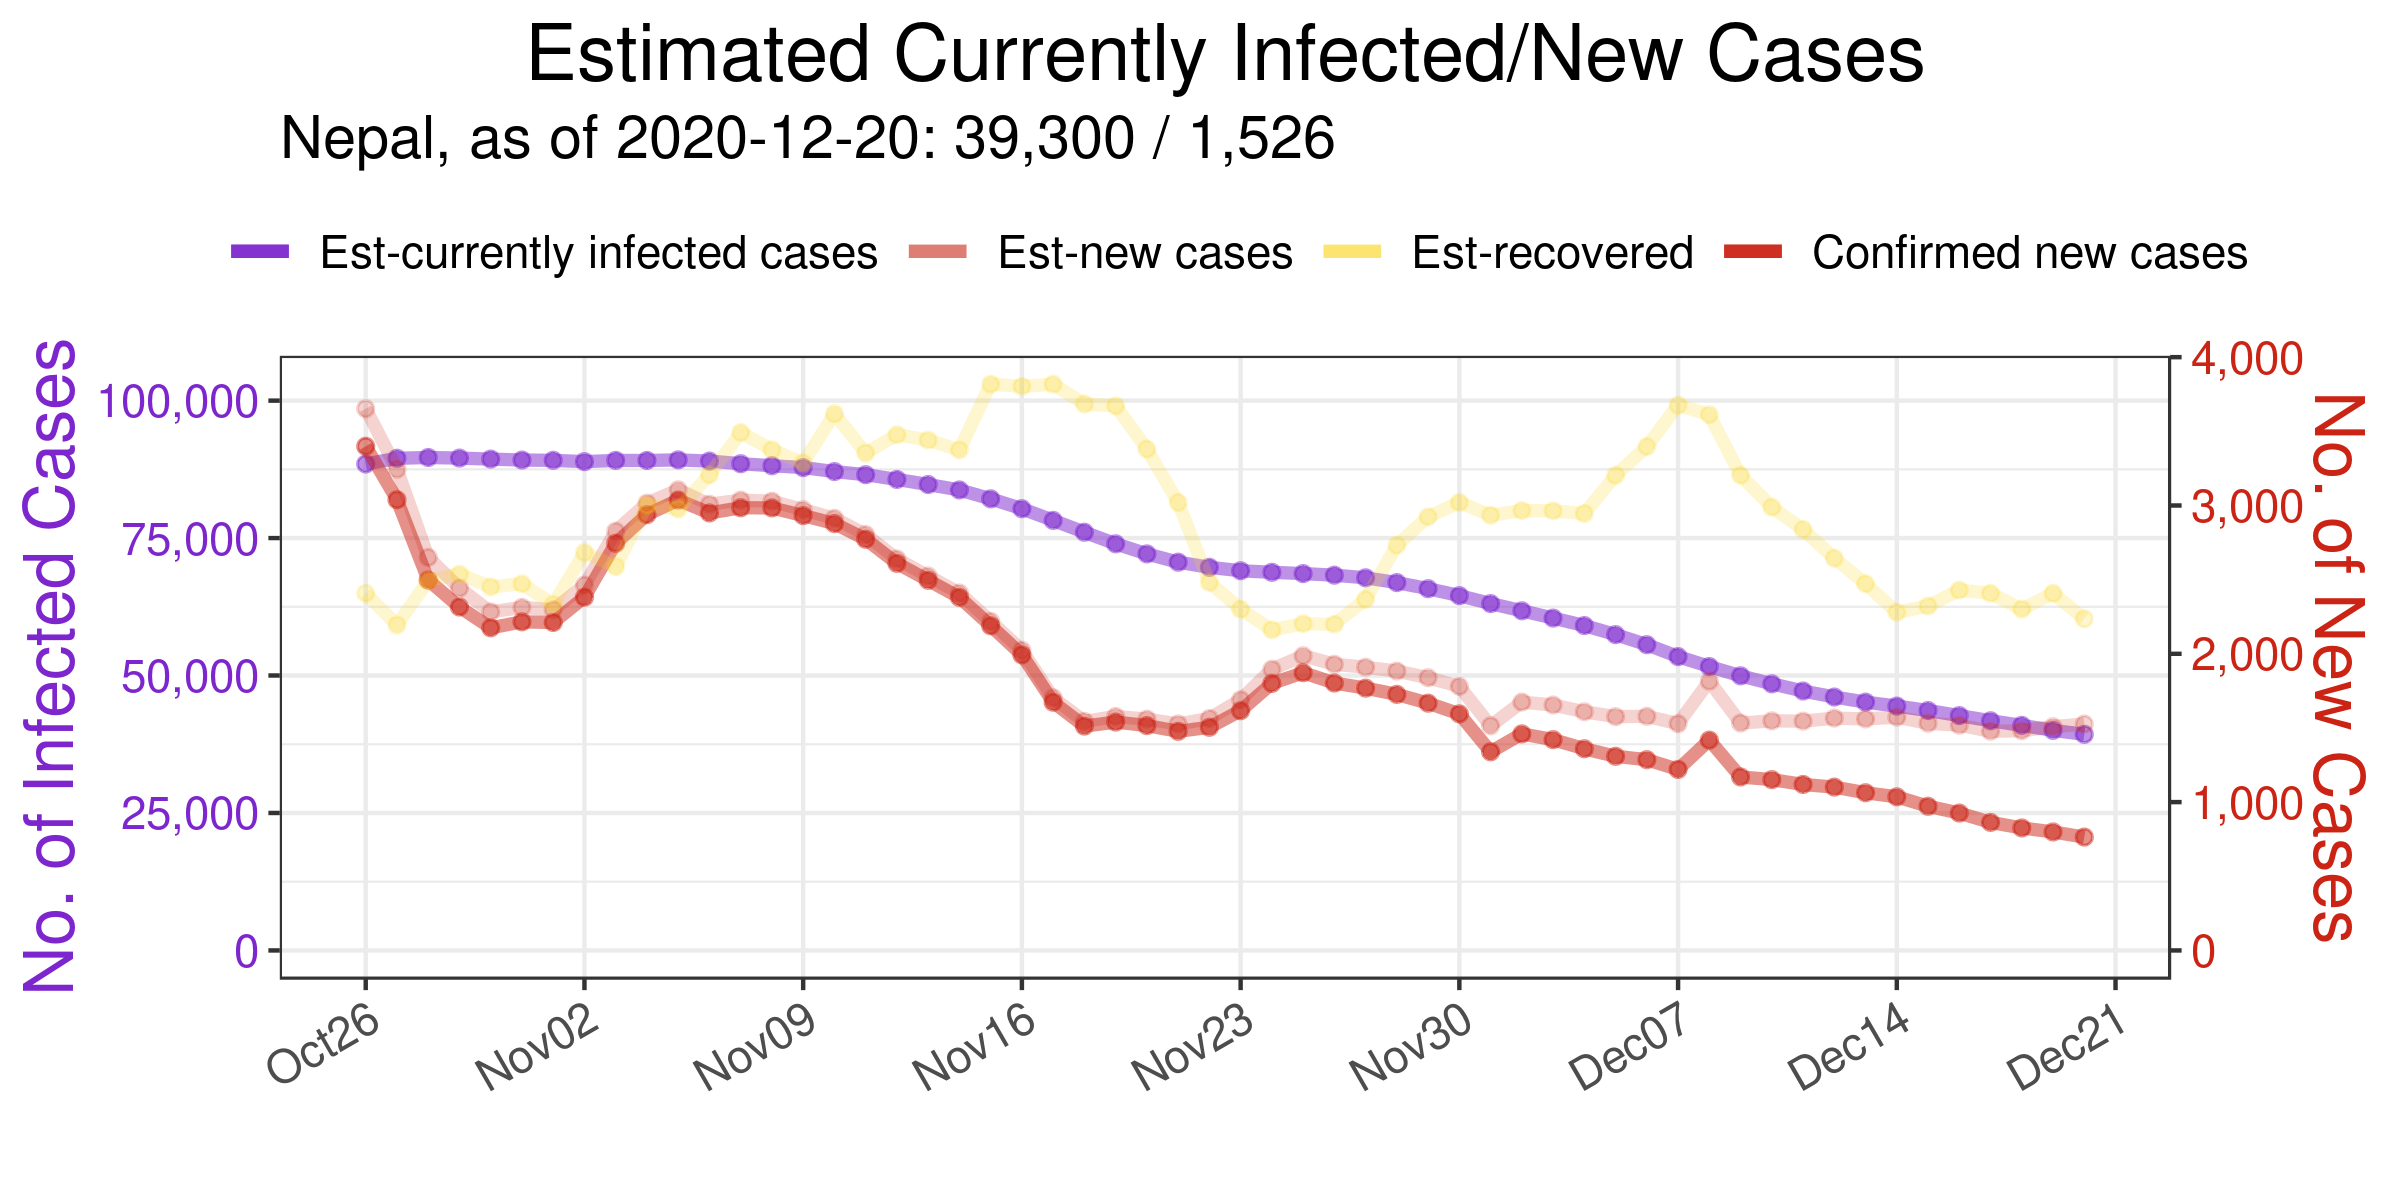 Estimated Currently Infected/New Cases
Nepal, as of 2020-12-20: 39,300 / 1,526
Est-currently infected cases Est-new cases Est-recovered Confirmed new cases
No. of Infected Cases
100,000
75,000
50,000
25,000
0
4,000
3,000
2,000
1,000
0
No. of New Cases
Oct26 Nov02 Nov09 Nov16 Nov23 Nov30 Dec07 Dec14 Dec21